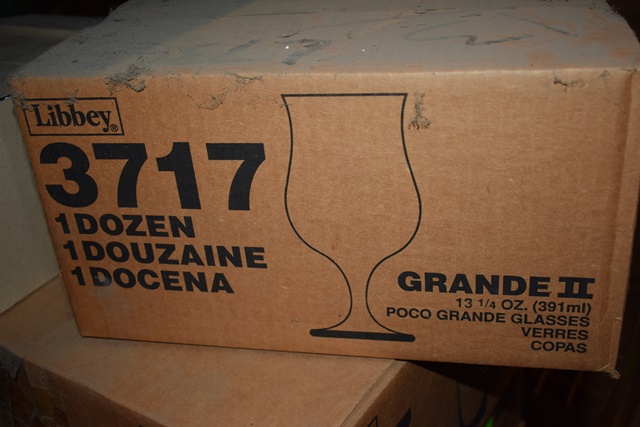 Libbey®
3717
1 DOZEN
1 DOUZAINE
1 DOCENA
GRANDE II
13 1/4 OZ. (391ml)
POCO GRANDE GLASSES
VERRES
COPAS